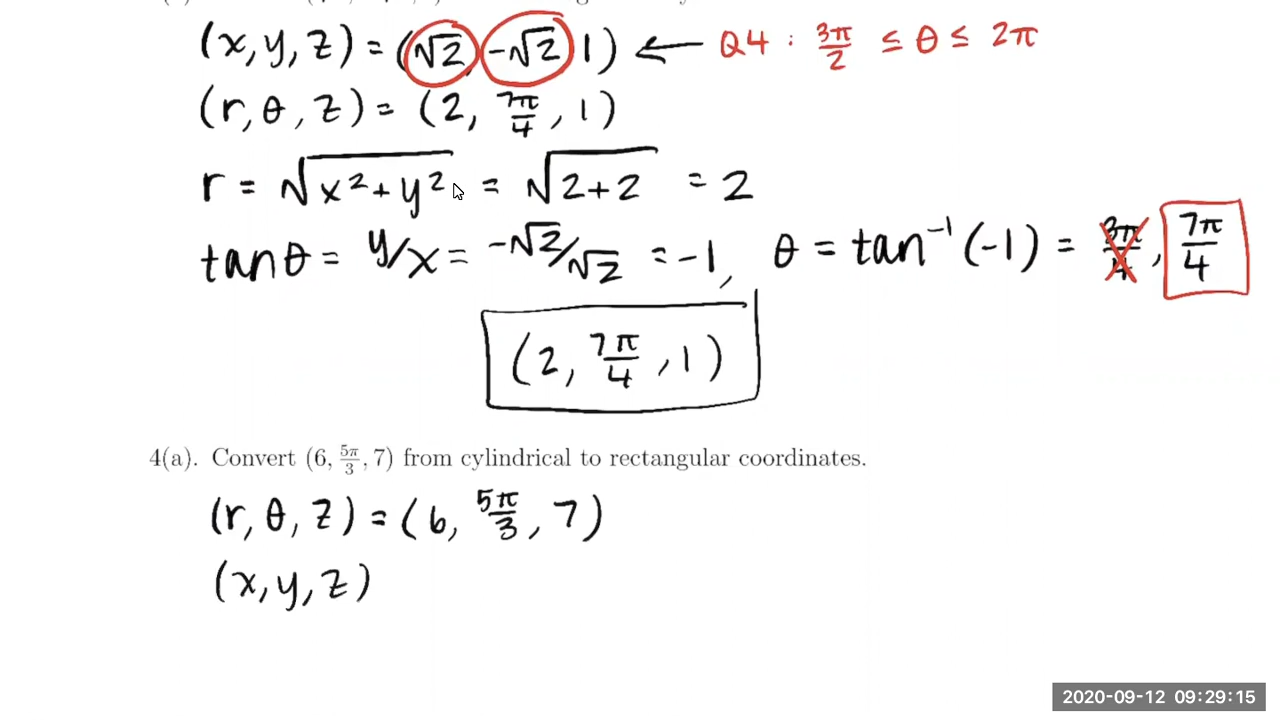 (x, y, z) = (√2, -√2, 1) ← Q4 : 3π/2 ≤ θ ≤ 2π
(r, θ, z) = (2, 7π/4, 1)
r = √x²+y² = √2+2 = 2
tanθ = y/x = -√2/√2 = -1, θ = tan⁻¹(-1) = 3π/4, 7π/4
(2, 7π/4, 1)
4(a). Convert (6, 5π/3, 7) from cylindrical to rectangular coordinates.
(r, θ, z) = (6, 5π/3, 7)
(x, y, z)
2020-09-12 09:29:15